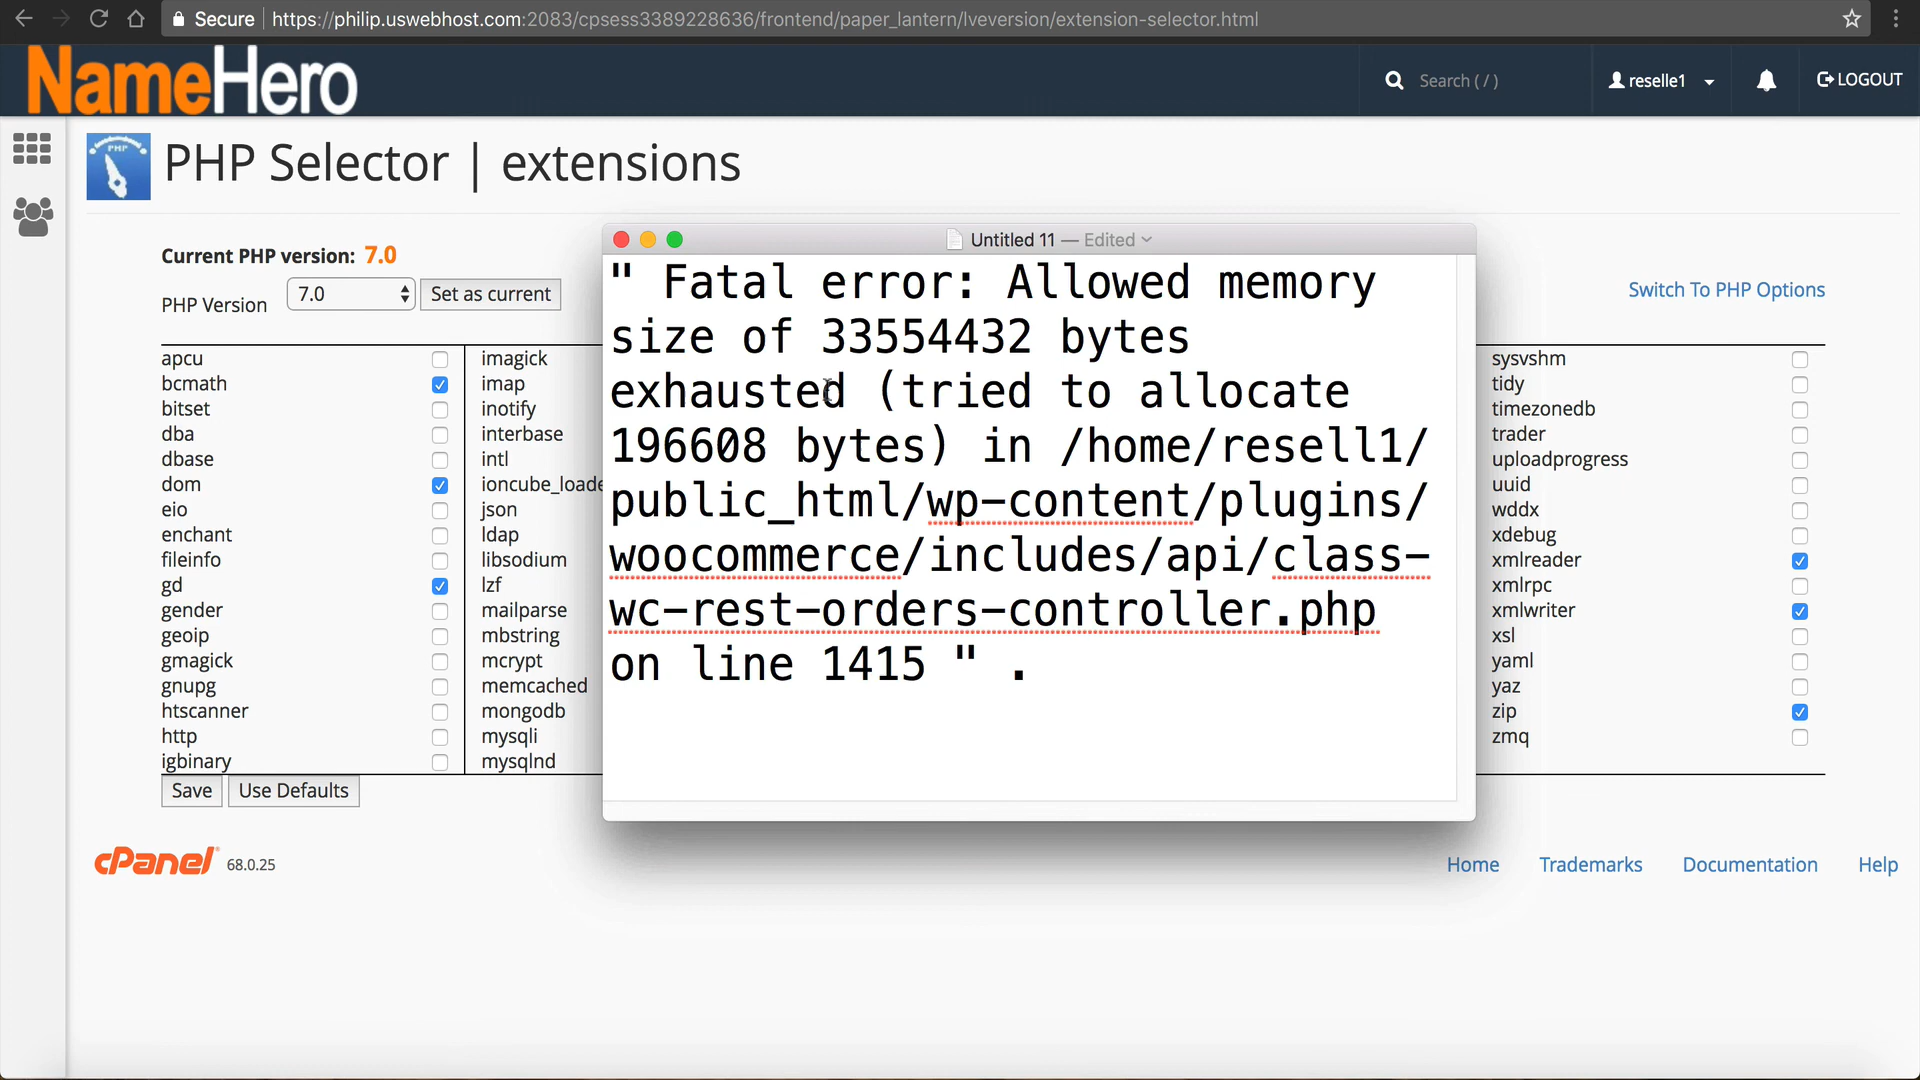 Secure | https://philip.uswebhost.com:2083/cpsess3389228636/frontend/paper_lantern/lveversion/extension-selector.html
NameHero
Search ( / )
reselle1
LOGOUT
PHP
PHP Selector | extensions
Current PHP version: 7.0
PHP Version
7.0
Set as current
Switch To PHP Options
apcu
bcmath
bitset
dba
dbase
dom
eio
enchant
fileinfo
gd
gender
geoip
gmagick
gnupg
htscanner
http
igbinary
imagick
imap
inotify
interbase
intl
ioncube_loade
json
ldap
libsodium
lzf
mailparse
mbstring
mcrypt
memcached
mongodb
mysqli
mysqlnd
Untitled 11 — Edited
" Fatal error: Allowed memory
size of 33554432 bytes
exhausted (tried to allocate
196608 bytes) in /home/resell1/
public_html/wp-content/plugins/
woocommerce/includes/api/class-
wc-rest-orders-controller.php
on line 1415 " .
sysvshm
tidy
timezonedb
trader
uploadprogress
uuid
wddx
xdebug
xmlreader
xmlrpc
xmlwriter
xsl
yaml
yaz
zip
zmq
Save
Use Defaults
cPanel 68.0.25
Home
Trademarks
Documentation
Help